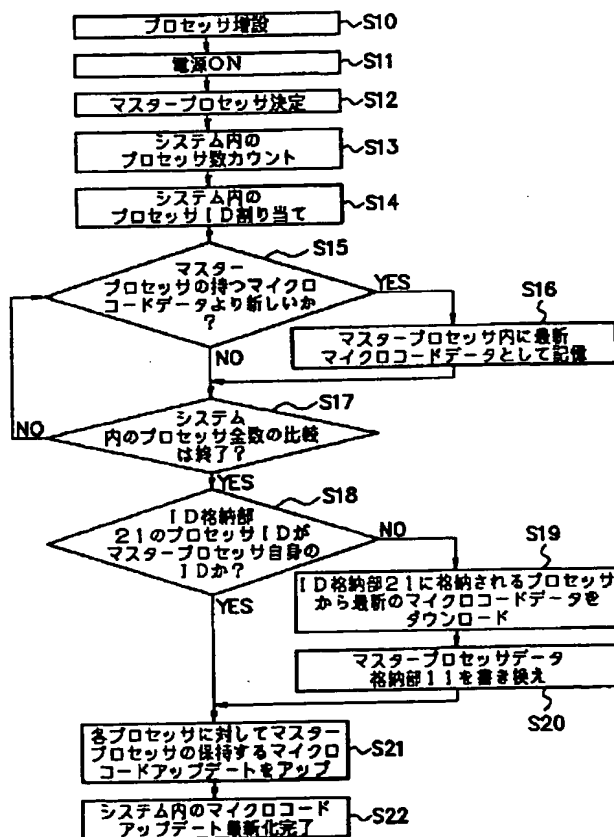 プロセッサ増設
S10
電源ON
S11
マスタープロセッサ決定
S12
システム内の
プロセッサ数カウント
S13
システム内の
プロセッサID割り当て
S14
S15
マスター
プロセッサの持つマイクロ
コードデータより新しいか
?
YES
NO
S16
マスタープロセッサ内に最新
マイクロコードデータとして記憶
S17
システム
内のプロセッサ全数の比較
は終了?
NO
YES
S18
ID格納部
21のプロセッサIDが
マスタープロセッサ自身の
IDか?
NO
YES
S19
ID格納部21に格納されるプロセッサ
から最新のマイクロコードデータを
ダウンロード
マスタープロセッサデータ
格納部11を書き換え
S20
各プロセッサに対してマスター
プロセッサの保持するマイクロ
コードアップデートをアップ
S21
システム内のマイクロコード
アップデート最新化完了
S22